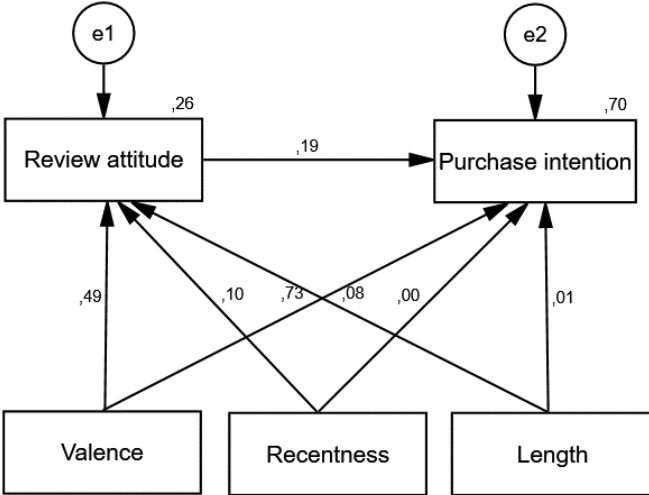 e1
e2
,26
,70
Review attitude
,19
Purchase intention
,49
,10
,73
,08
,00
,01
Valence
Recentness
Length